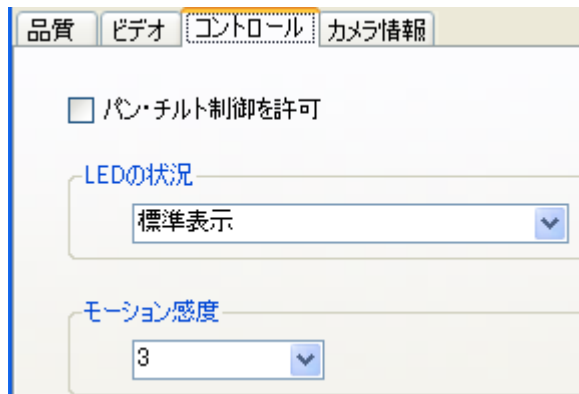 品質 ビデオ コントロール カメラ情報
パン・チルト制御を許可
LEDの状況
標準表示
モーション感度
3